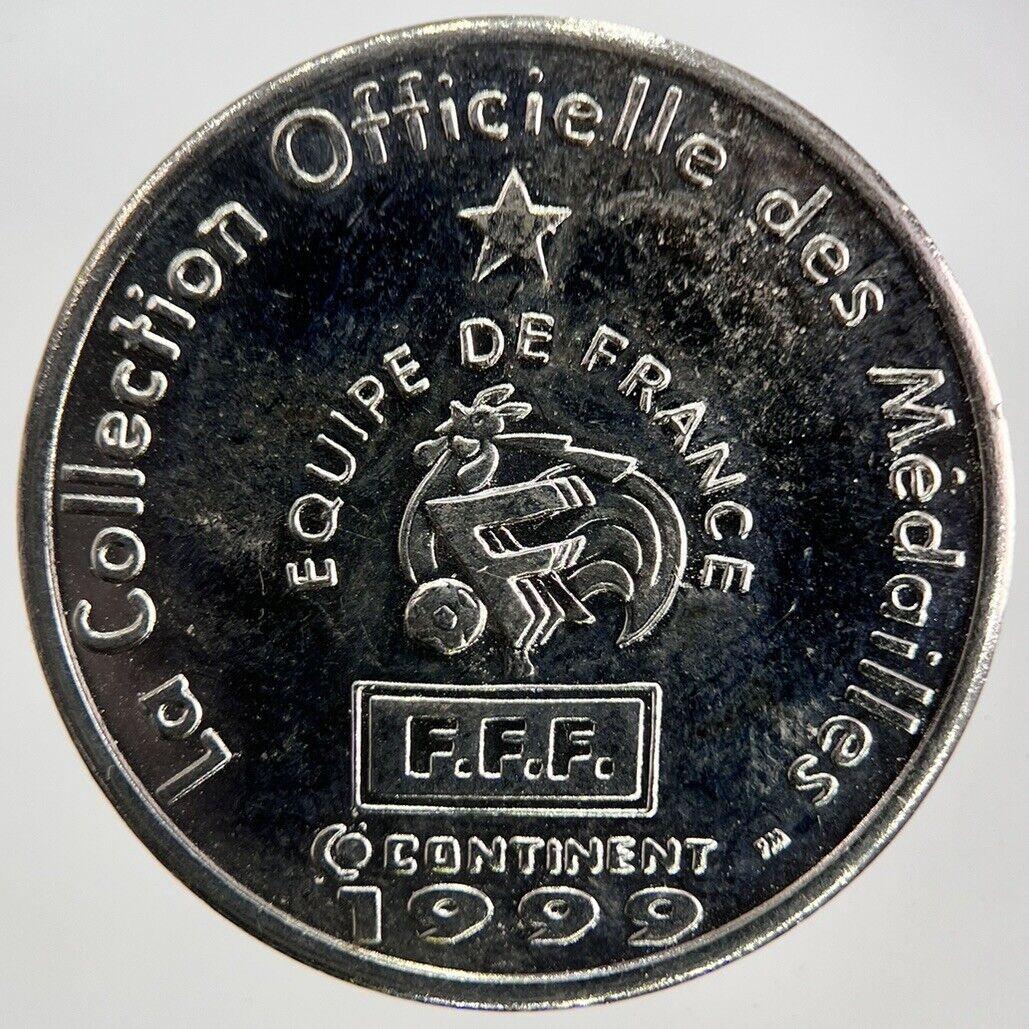 La Collection Officielle des Médailles
EQUIPE DE FRANCE
F.F.F.
CONTINENT
1999